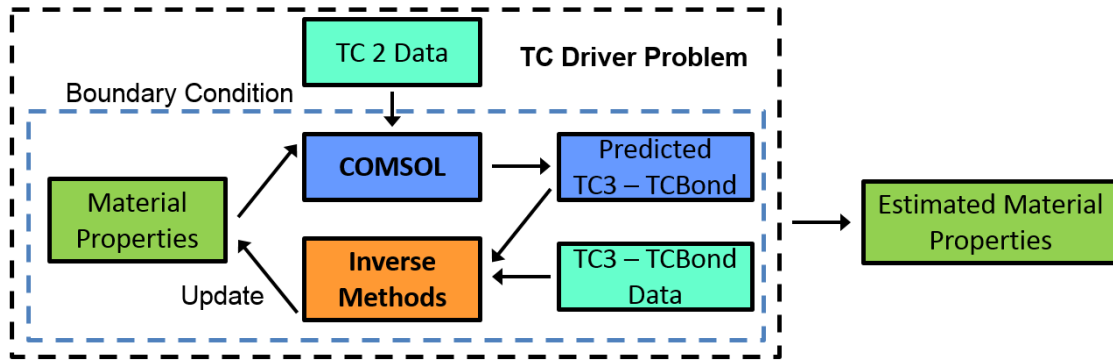 TC 2 Data
TC Driver Problem
Boundary Condition
COMSOL
Predicted
TC3 – TCBond
Material
Properties
Estimated Material
Properties
Inverse
Methods
TC3 – TCBond
Data
Update